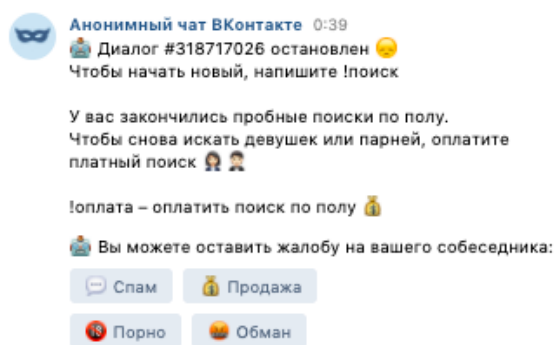 Анонимный чат ВКонтакте 0:39
🤖 Диалог #318717026 остановлен 😞
Чтобы начать новый, напишите !поиск
У вас закончились пробные поиски по полу.
Чтобы снова искать девушек или парней, оплатите
платный поиск 👩‍💼 🤵
!оплата – оплатить поиск по полу 💰
🤖 Вы можете оставить жалобу на вашего собеседника:
💬 Спам 💰 Продажа
🔞 Порно 🤬 Обман